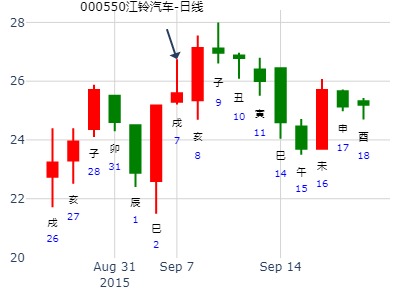 000550江铃汽车-日线
28
26
24
22
20
戌
26
亥
27
子
28
卯
31
辰
1
巳
2
戌
7
亥
8
子
9
丑
10
寅
11
巳
14
午
15
未
16
申
17
酉
18
Aug 31
2015
Sep 7
Sep 14